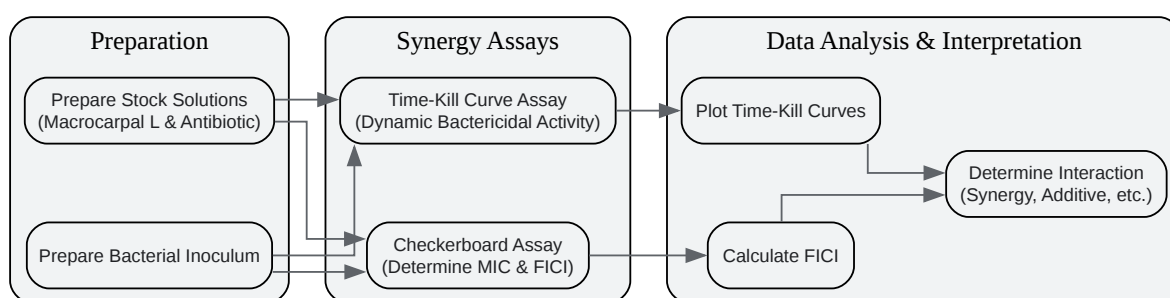 Preparation
Prepare Stock Solutions
(Macrocarpal L & Antibiotic)
Prepare Bacterial Inoculum
Synergy Assays
Time-Kill Curve Assay
(Dynamic Bactericidal Activity)
Checkerboard Assay
(Determine MIC & FICI)
Data Analysis & Interpretation
Plot Time-Kill Curves
Calculate FICI
Determine Interaction
(Synergy, Additive, etc.)